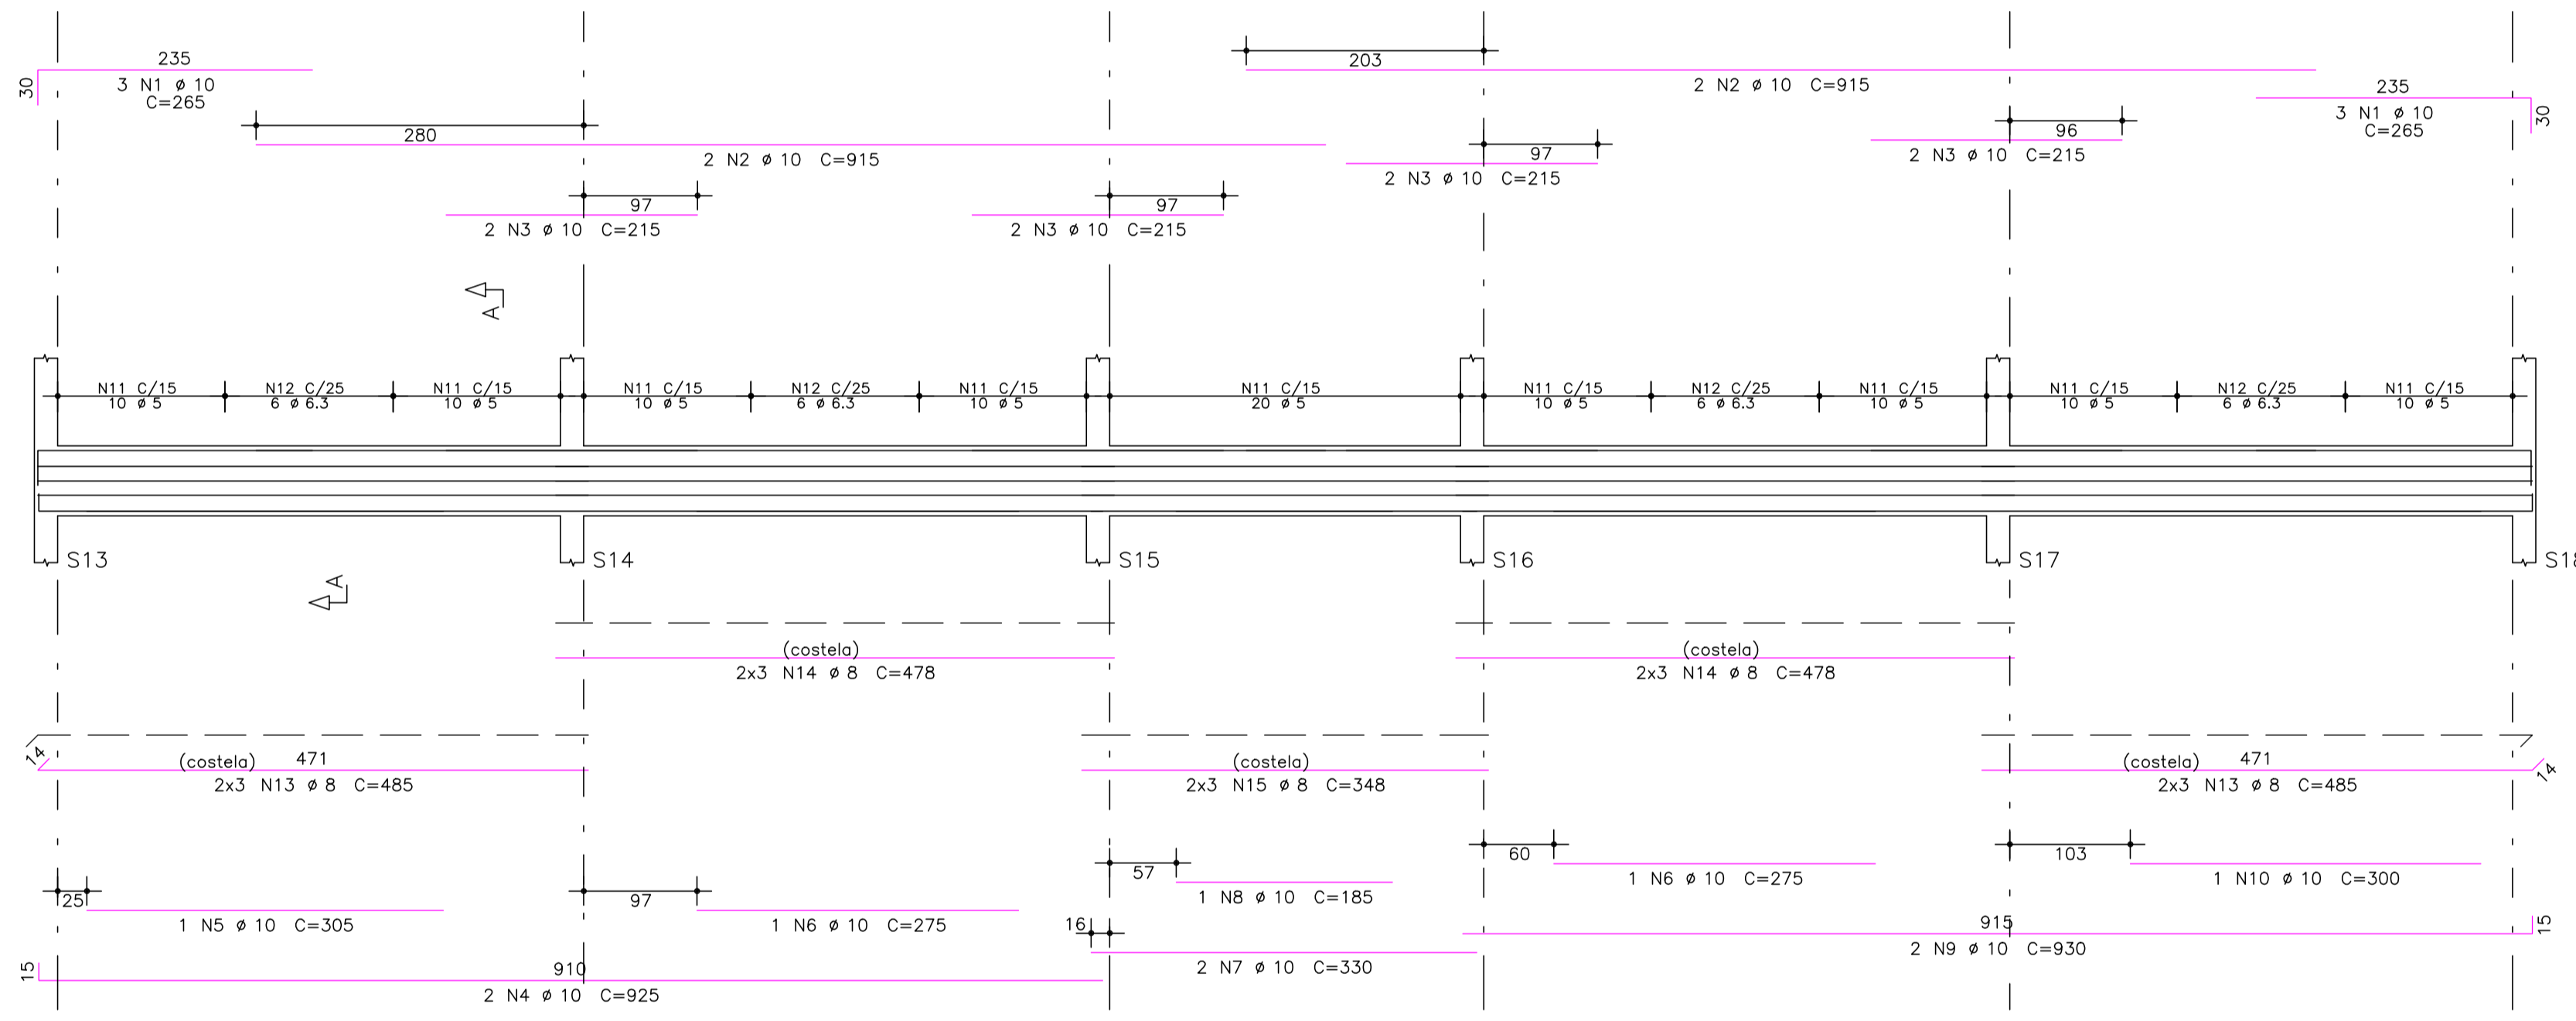 235
30
3 N1 ø 10
C=265
203
2 N2 ø 10 C=915
235
30
3 N1 ø 10
C=265
280
2 N2 ø 10 C=915
97
2 N3 ø 10 C=215
96
2 N3 ø 10 C=215
97
2 N3 ø 10 C=215
97
2 N3 ø 10 C=215
A
N11 C/15
10 ø 5
N12 C/25
6 ø 6.3
N11 C/15
10 ø 5
N11 C/15
10 ø 5
N12 C/25
6 ø 6.3
N11 C/15
10 ø 5
N11 C/15
20 ø 5
N11 C/15
10 ø 5
N12 C/25
6 ø 6.3
N11 C/15
10 ø 5
N11 C/15
10 ø 5
N12 C/25
6 ø 6.3
N11 C/15
10 ø 5
S13
S14
S15
S16
S17
S18
A
(costela)
2x3 N14 ø 8 C=478
(costela)
2x3 N14 ø 8 C=478
14
(costela) 471
2x3 N13 ø 8 C=485
(costela)
2x3 N15 ø 8 C=348
(costela) 471
14
2x3 N13 ø 8 C=485
25
1 N5 ø 10 C=305
97
1 N6 ø 10 C=275
57
1 N8 ø 10 C=185
60
1 N6 ø 10 C=275
103
1 N10 ø 10 C=300
16
2 N7 ø 10 C=330
915
15
2 N9 ø 10 C=930
15
910
2 N4 ø 10 C=925